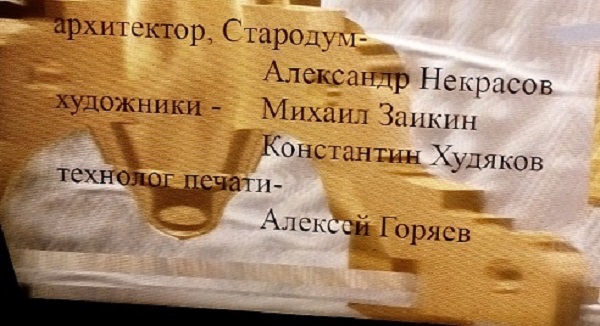 архитектор, Стародум-
Александр Некрасов
художники - Михаил Заикин
Константин Худяков
технолог печати-
Алексей Горяев